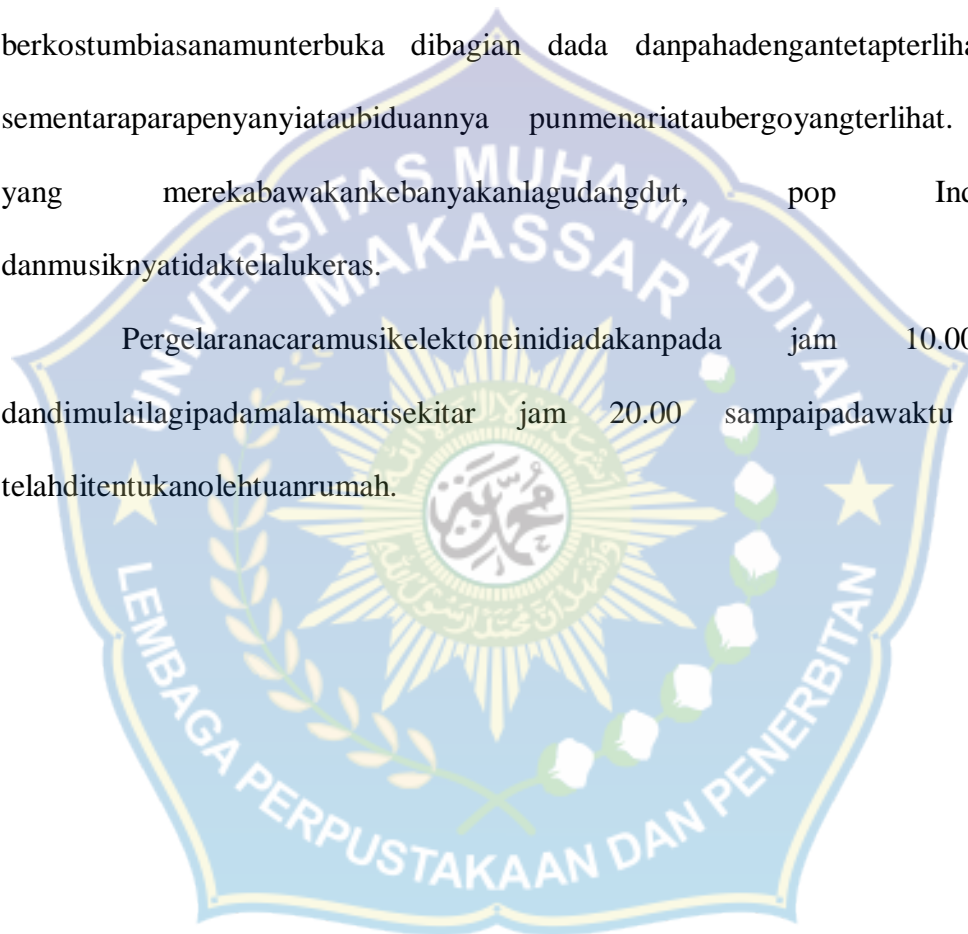 berkostumbiasanamunterbuka dibagian dada danpahadengantetapterliha
sementaraparapenyanyiataubiduannya punmenariataubergoyangterlihat.
yang merekabawakankebanyakanlagudangdut, pop Ind
danmusiknyatidaktelalukeras.
Pergelaranacaramusikelektoneinidiadakanpada jam 10.00
dandimulailagipadamalamharisekitar jam 20.00 sampaipadawaktu
telahditentukanolehtuanrumah.
UNIVERSITAS MUHAMMADIYAH
MAKASSAR
LEMBAGA PERPUSTAKAAN DAN PENERBITAN